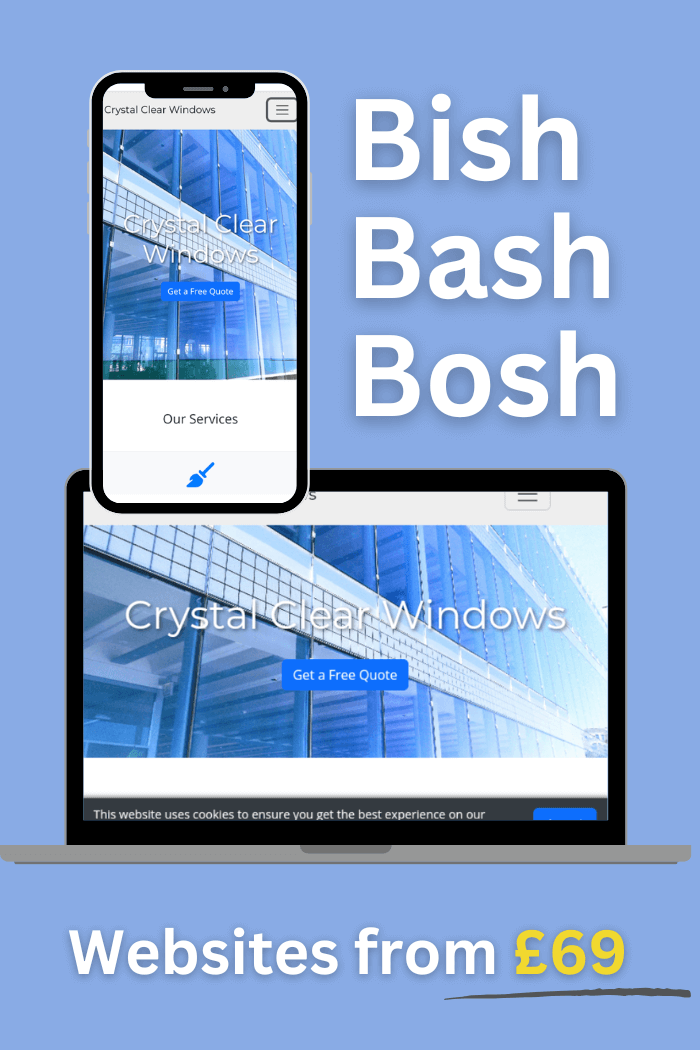 Bish
Bash
Bosh
Crystal Clear Windows
Crystal Clear
Windows
Get a Free Quote
Our Services
Crystal Clear Windows
Get a Free Quote
This website uses cookies to ensure you get the best experience on our
Websites from £69